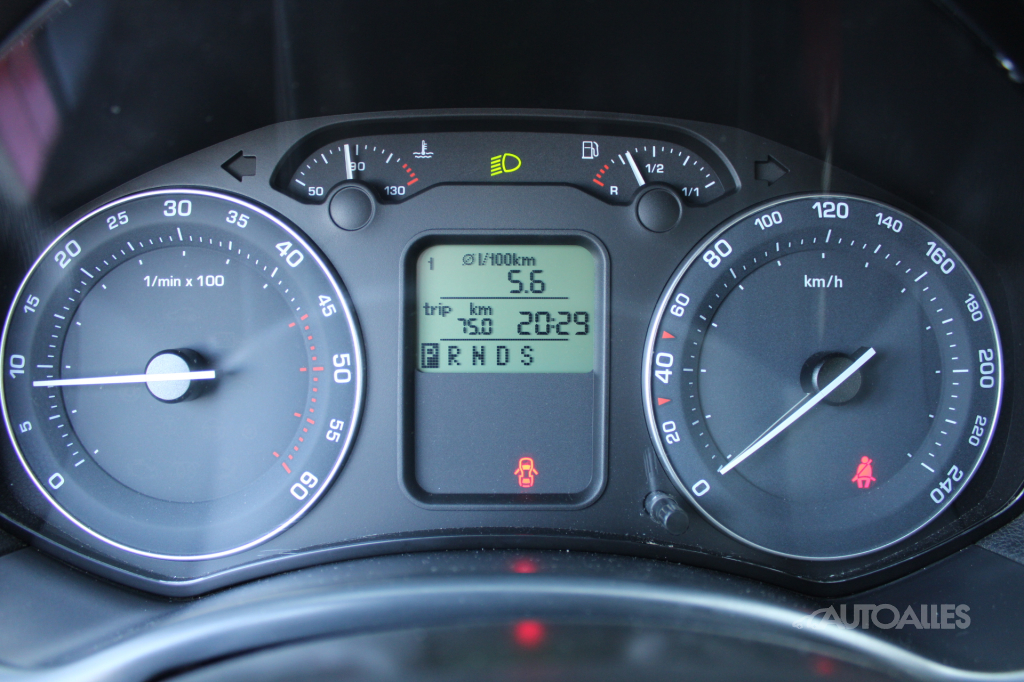 50 90 130
R 1/2 1/1
0 5 10 15 20 25 30 35 40 45 50 55 60
1/min x 100
1 Ø l/100km
5.6
trip km
75.0 20:29
P R N D S
0 20 40 60 80 100 120 140 160 180 200 220 240
km/h
AUTOALLES